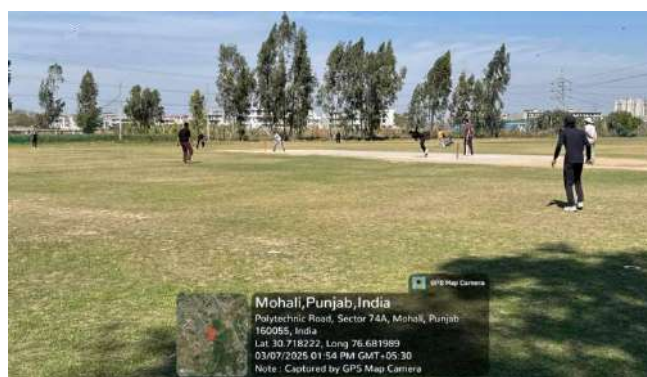 GPS Map Camera
Mohali,Punjab,India
Polytechnic Road, Sector 74A, Mohali, Punjab
160055, India
Lat 30.718222, Long 76.681989
03/07/2025 01:54 PM GMT+05:30
Note : Captured by GPS Map Camera